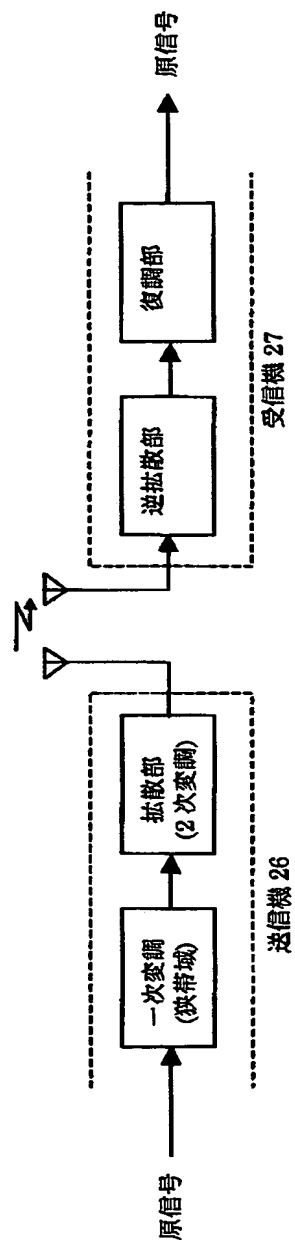 原信号
一次変調
(狭帯域)
拡散部
(2次変調)
送信機 26
逆拡散部
復調部
受信機 27
原信号